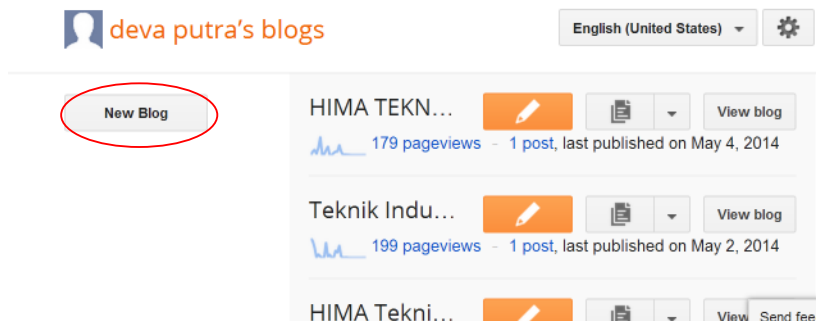 deva putra's blogs
English (United States)
New Blog
HIMA TEKN...
View blog
179 pageviews - 1 post, last published on May 4, 2014
Teknik Indu...
View blog
199 pageviews - 1 post, last published on May 2, 2014
HIMA Tekni...
View
Send fee